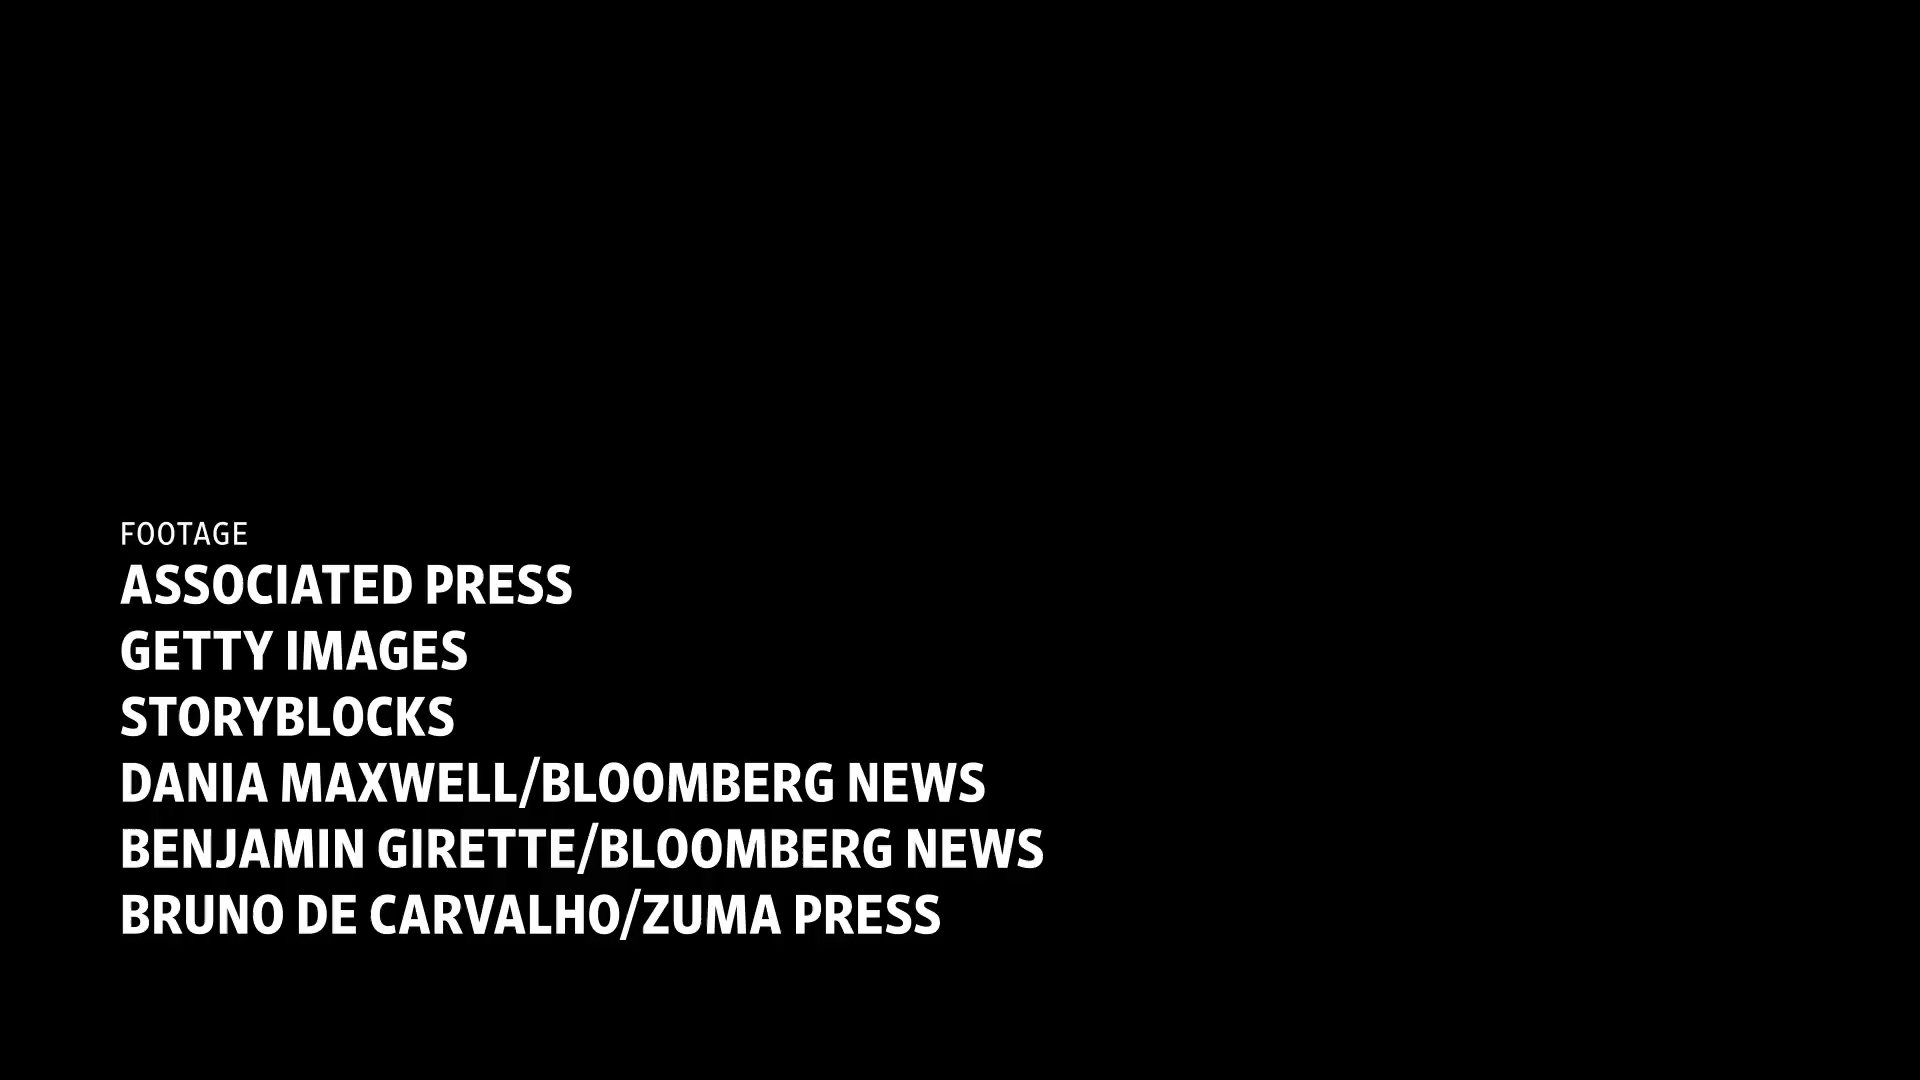 FOOTAGE
ASSOCIATED PRESS
GETTY IMAGES
STORYBLOCKS
DANIA MAXWELL/BLOOMBERG NEWS
BENJAMIN GIRETTE/BLOOMBERG NEWS
BRUNO DE CARVALHO/ZUMA PRESS